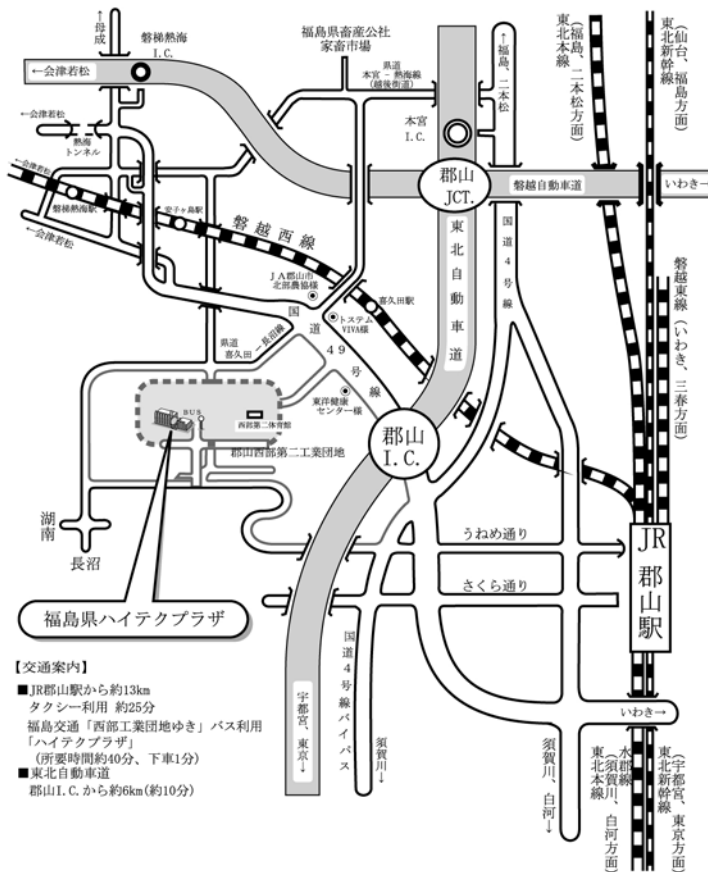 ←母成
磐梯熱海
I.C.
←会津若松
←会津若松
熱海
トンネル
←会津若松
磐梯熱海駅
←会津若松
安子ヶ島駅
磐越西線
福島県畜産公社
家畜市場
県道
本宮－熱海線
(越後街道)
←福島、二本松
本宮
I.C.
郡山
JCT.
磐越自動車道
いわき→
東北本線
(福島、二本松方面)
東北新幹線
(仙台、福島方面)
国道4号線
東北自動車道
磐越東線(いわき、三春方面)
JA郡山市
北部農協様
喜久田駅
トステム
VIVA様
国道49号線
県道
喜久田－長沼線
東洋健康
センター様
BUS
西部第二体育館
郡山西部第二工業団地
郡山
I.C.
湖南
長沼
うねめ通り
さくら通り
JR郡山駅
福島県ハイテクプラザ
国道4号線バイパス
宇都宮、東京→
須賀川→
須賀川、白河→
いわき→
水郡線
東北本線
(須賀川、白河方面)
東北新幹線
(宇都宮、東京方面)
【交通案内】
■JR郡山駅から約13km
タクシー利用 約25分
福島交通「西部工業団地ゆき」バス利用
「ハイテクプラザ」
(所要時間約40分、下車1分)
■東北自動車道
郡山I.C.から約6km(約10分)